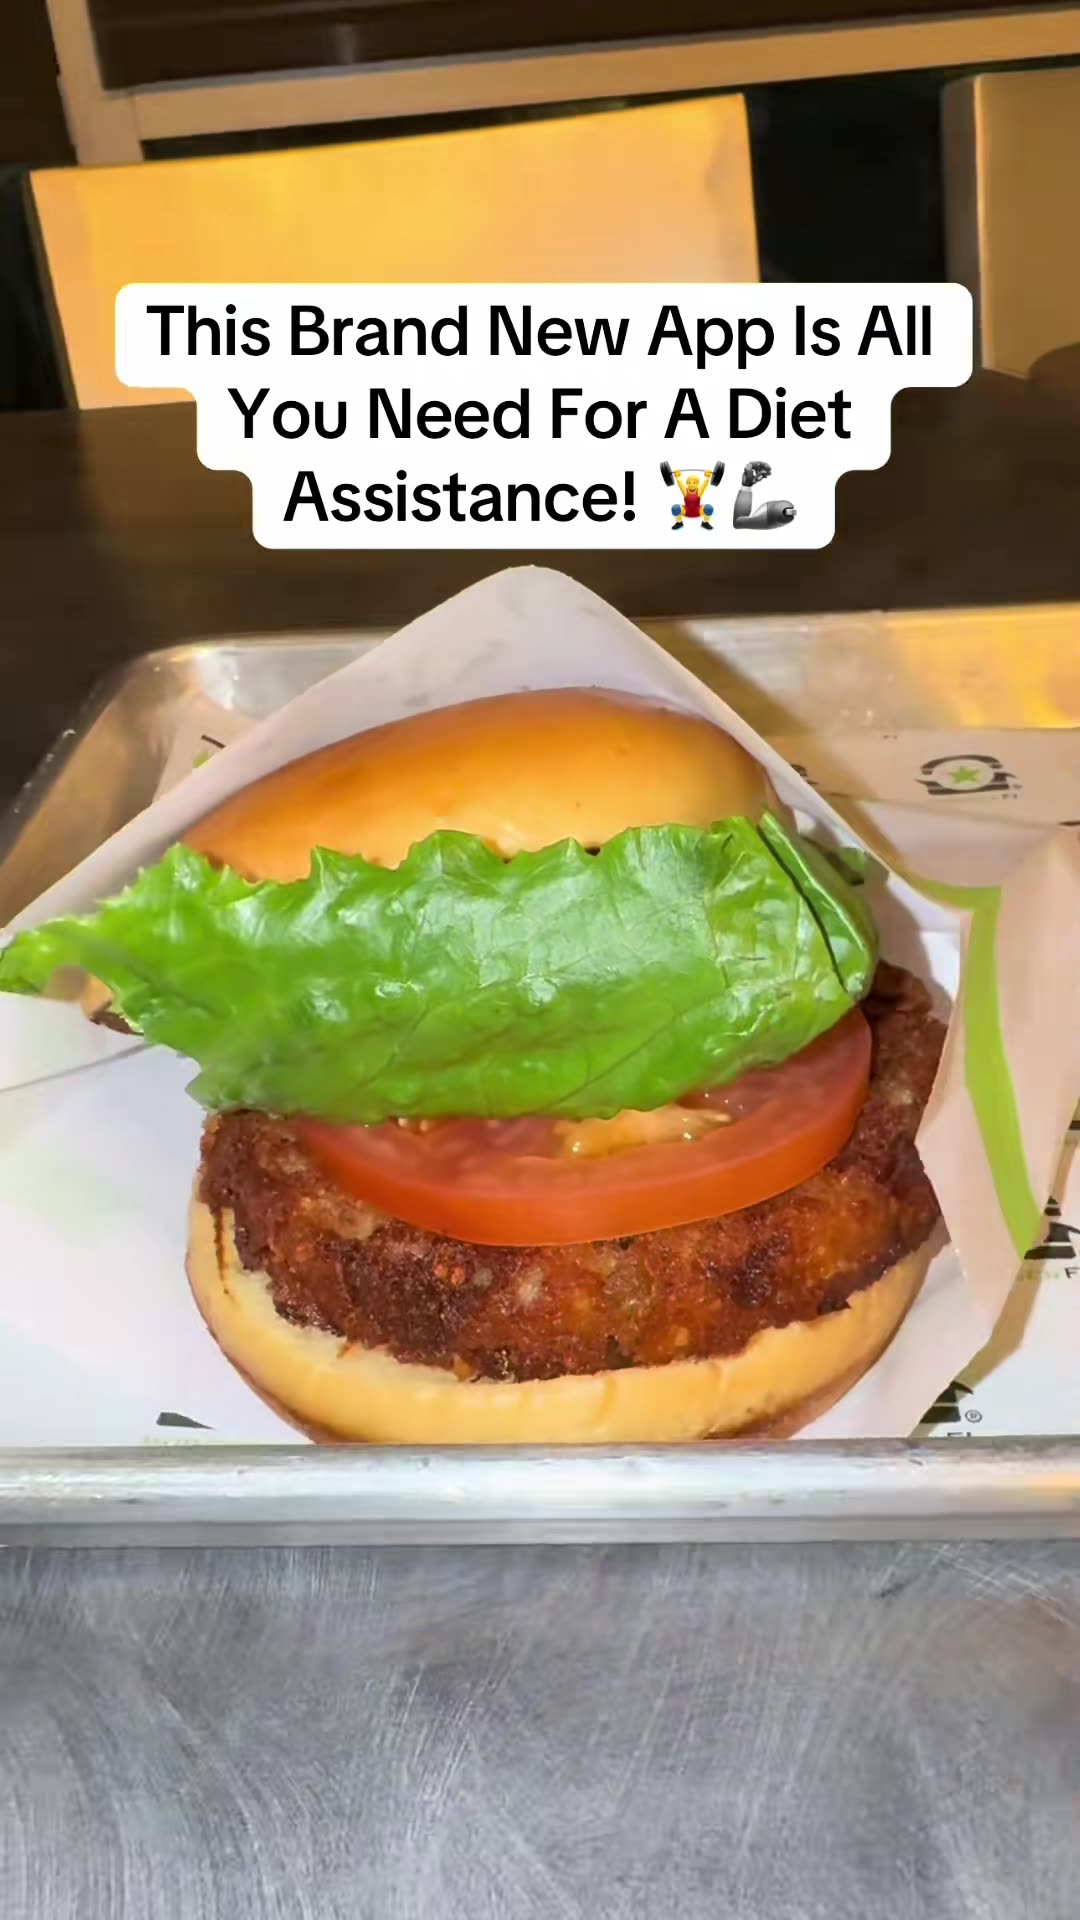 This Brand New App Is All
You Need For A Diet
Assistance! 🏋️🦾